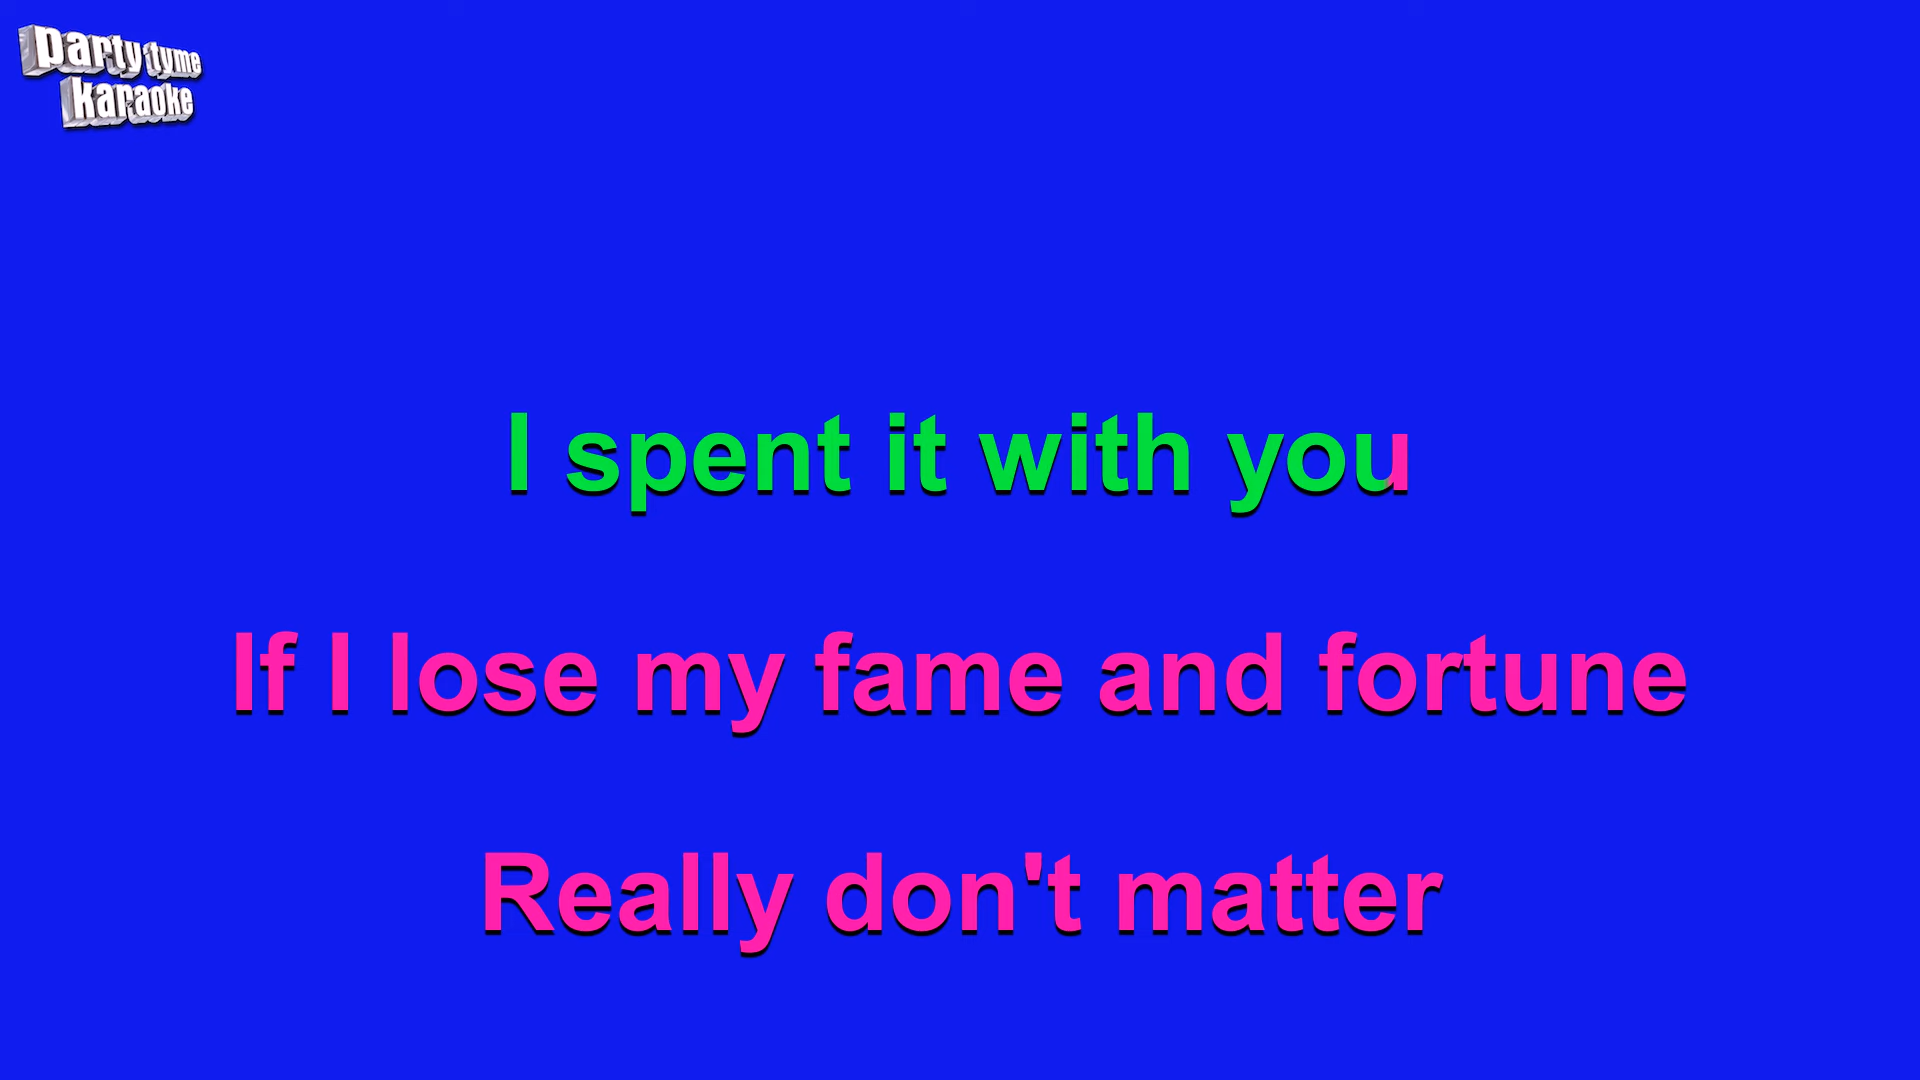 party tyme
karaoke
I spent it with you
If I lose my fame and fortune
Really don't matter